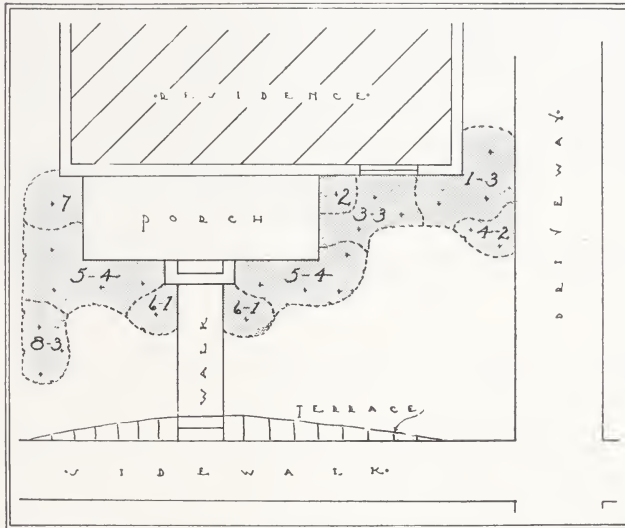 ·RESIDENCE·
1-3
7
2
3-3
PORCH
4-2
DRIVEWAY·
5-4
5-4
6-1
6-1
WALK
8-3
TERRACE
·SIDEWALK·